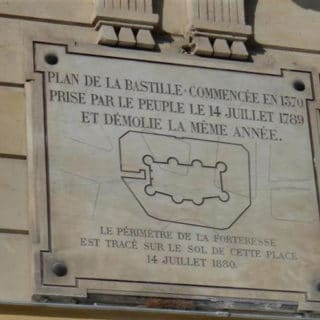 PLAN DE LA BASTILLE · COMMENCÉE EN 1370
PRISE PAR LE PEUPLE LE 14 JUILLET 1789
ET DÉMOLIE LA MÊME ANNÉE.
LE PÉRIMÈTRE DE LA FORTERESSE
EST TRACÉ SUR LE SOL DE CETTE PLACE
14 JUILLET 1880.